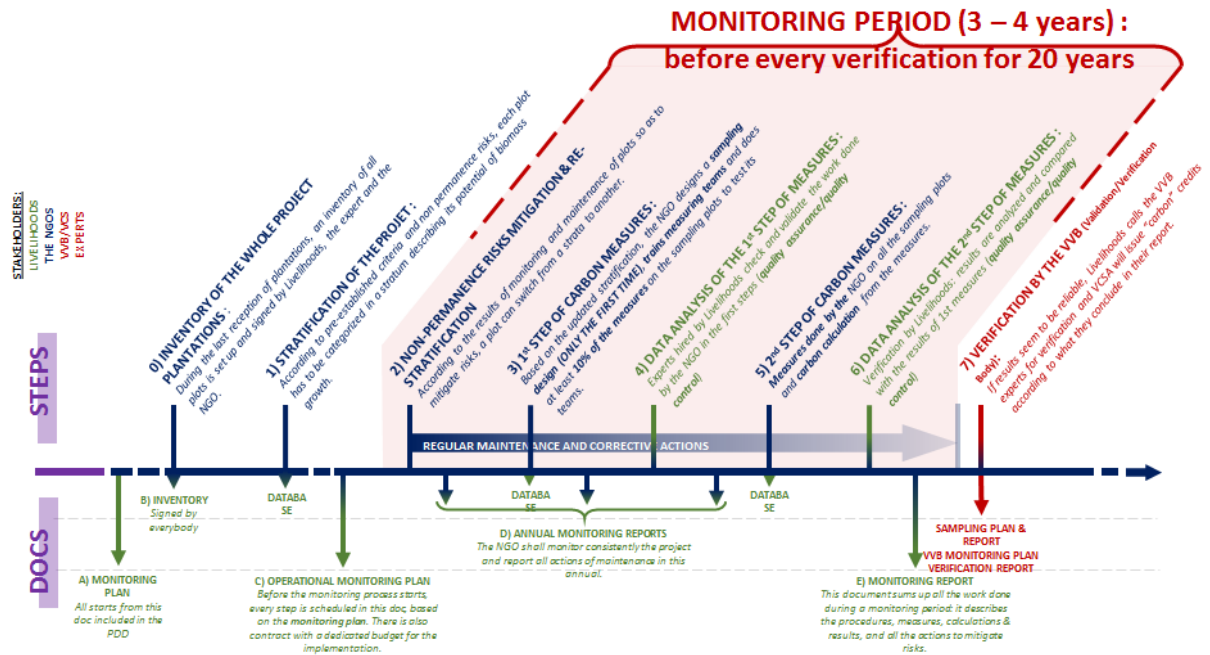 MONITORING PERIOD (3 – 4 years) :
before every verification for 20 years
STAKEHOLDERS:
LIVELIHOODS
THE NGOS
VVB/VCS
EXPERTS
STEPS
0) INVENTORY OF THE WHOLE PROJECT
PLANTATIONS :
During the last reception of plantations, an inventory of all
plots is set up and signed by Livelihoods, the expert and the
NGO.
1) STRATIFICATION OF THE PROJET :
According to pre-established criteria and non permanence risks, each plot
has to be categorized in a stratum describing its potential of biomass
growth.
2) NON-PERMANENCE RISKS MITIGATION & RE-
STRATIFICATION
According to the results of monitoring and maintenance of plots so as to
mitigate risks, a plot can switch from a strata to another.
3) 1st STEP OF CARBON MEASURES :
Based on the updated stratification, the NGO designs a sampling
design (ONLY THE FIRST TIME), trains measuring teams and does
at least 10% of the measures on the sampling plots to test its
teams.
4) DATA ANALYSIS OF THE 1st STEP OF MEASURES :
Experts hired by Livelihoods check and validate the work done
by the NGO in the first steps (quality assurance/quality
control)
5) 2nd STEP OF CARBON MEASURES :
Measures done by the NGO on all the sampling plots
and carbon calculation from the measures.
6) DATA ANALYSIS OF THE 2nd STEP OF MEASURES :
Verification by Livelihoods: results are analyzed and compared
with the results of 1st measures (quality assurance/quality
control)
7) VERIFICATION BY THE VVB (Validation/Verification
Body):
If results seem to be reliable, Livelihoods calls the VVB
experts for verification and VCSA will issue "carbon" credits
according to what they conclude in their report.
REGULAR MAINTENANCE AND CORRECTIVE ACTIONS
DOCS
A) MONITORING
PLAN
All starts from this
doc included in the
PDD
B) INVENTORY
Signed by
everybody
DATABA
SE
C) OPERATIONAL MONITORING PLAN
Before the monitoring process starts,
every step is scheduled in this doc, based
on the monitoring plan. There is also
contract with a dedicated budget for the
implementation.
DATABA
SE
D) ANNUAL MONITORING REPORTS
The NGO shall monitor consistently the project
and report all actions of maintenance in this
annual.
DATABA
SE
E) MONITORING REPORT
This document sums up all the work done
during a monitoring period: it describes
the procedures, measures, calculations &
results, and all the actions to mitigate
risks.
SAMPLING PLAN &
REPORT
VVB MONITORING PLAN
VERIFICATION REPORT